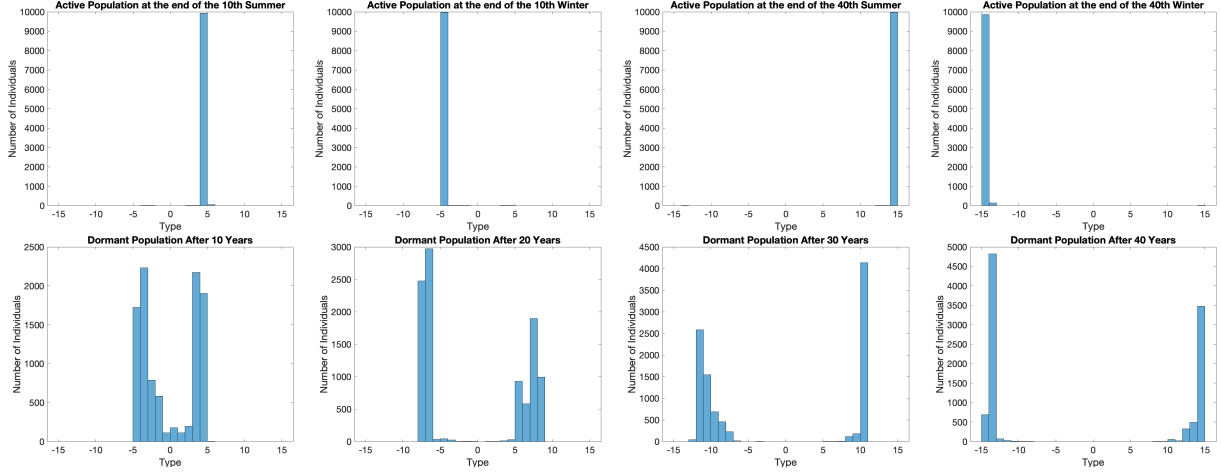 Active Population at the end of the 10th Summer
10000
9000
8000
7000
6000
5000
4000
3000
2000
1000
0
Number of Individuals
-15 -10 -5 0 5 10 15
Type
Active Population at the end of the 10th Winter
10000
9000
8000
7000
6000
5000
4000
3000
2000
1000
0
Number of Individuals
-15 -10 -5 0 5 10 15
Type
Active Population at the end of the 40th Summer
10000
9000
8000
7000
6000
5000
4000
3000
2000
1000
0
Number of Individuals
-15 -10 -5 0 5 10 15
Type
Active Population at the end of the 40th Winter
10000
9000
8000
7000
6000
5000
4000
3000
2000
1000
0
Number of Individuals
-15 -10 -5 0 5 10 15
Type
Dormant Population After 10 Years
2500
2000
1500
1000
500
0
Number of Individuals
-15 -10 -5 0 5 10 15
Type
Dormant Population After 20 Years
3000
2500
2000
1500
1000
500
0
Number of Individuals
-15 -10 -5 0 5 10 15
Type
Dormant Population After 30 Years
4500
4000
3500
3000
2500
2000
1500
1000
500
0
Number of Individuals
-15 -10 -5 0 5 10 15
Type
Dormant Population After 40 Years
5000
4500
4000
3500
3000
2500
2000
1500
1000
500
0
Number of Individuals
-15 -10 -5 0 5 10 15
Type